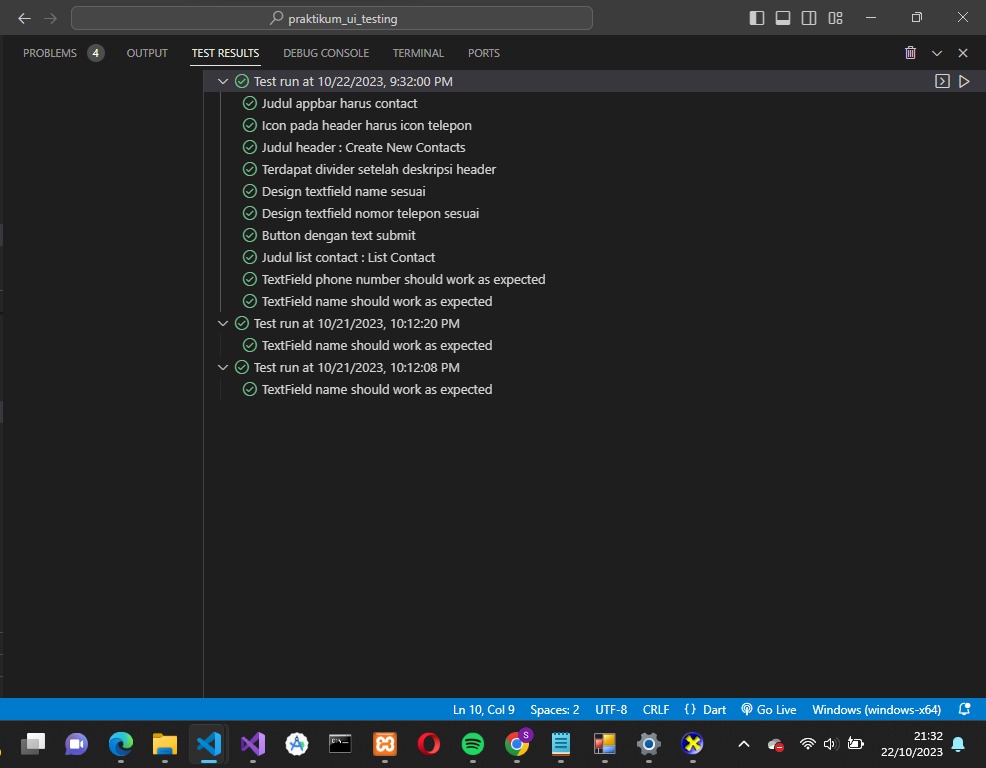 praktikum_ui_testing
PROBLEMS 4 OUTPUT TEST RESULTS DEBUG CONSOLE TERMINAL PORTS
Test run at 10/22/2023, 9:32:00 PM
Judul appbar harus contact
Icon pada header harus icon telepon
Judul header : Create New Contacts
Terdapat divider setelah deskripsi header
Design textfield name sesuai
Design textfield nomor telepon sesuai
Button dengan text submit
Judul list contact : List Contact
TextField phone number should work as expected
TextField name should work as expected
Test run at 10/21/2023, 10:12:20 PM
TextField name should work as expected
Test run at 10/21/2023, 10:12:08 PM
TextField name should work as expected
Ln 10, Col 9 Spaces: 2 UTF-8 CRLF {} Dart Go Live Windows (windows-x64)
S
21:32
22/10/2023